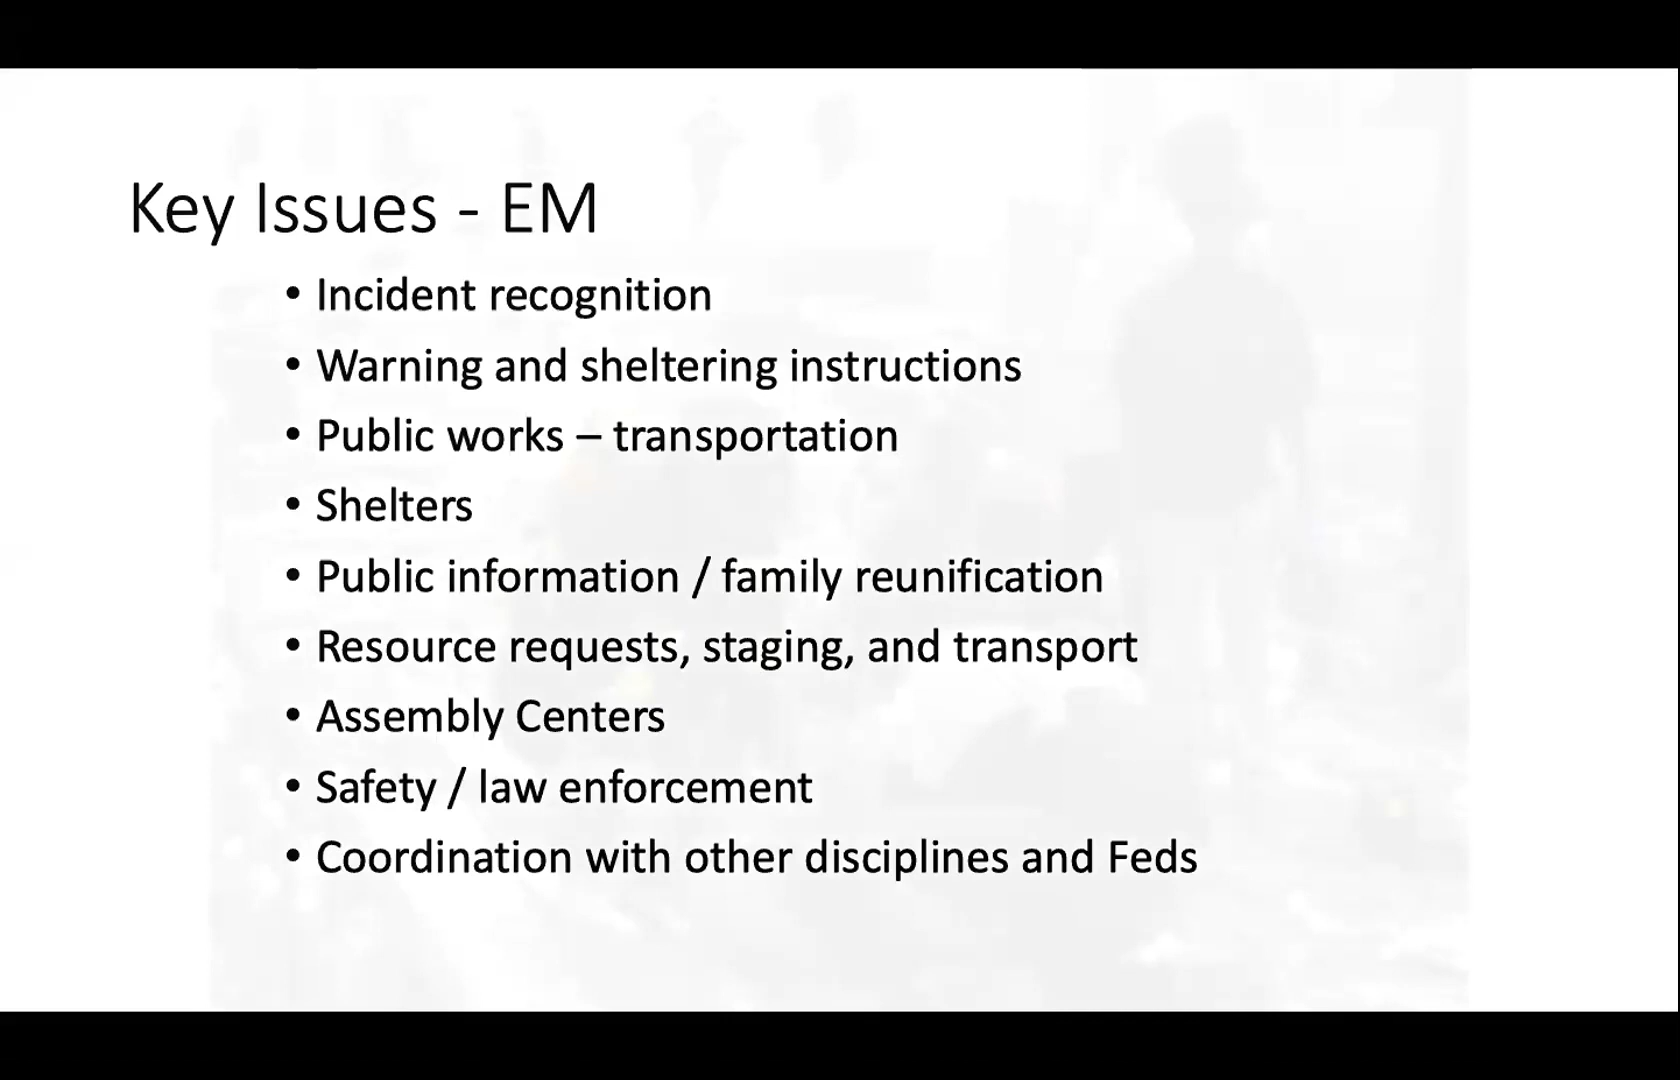 Key Issues - EM
• Incident recognition
• Warning and sheltering instructions
• Public works – transportation
• Shelters
• Public information / family reunification
• Resource requests, staging, and transport
• Assembly Centers
• Safety / law enforcement
• Coordination with other disciplines and Feds